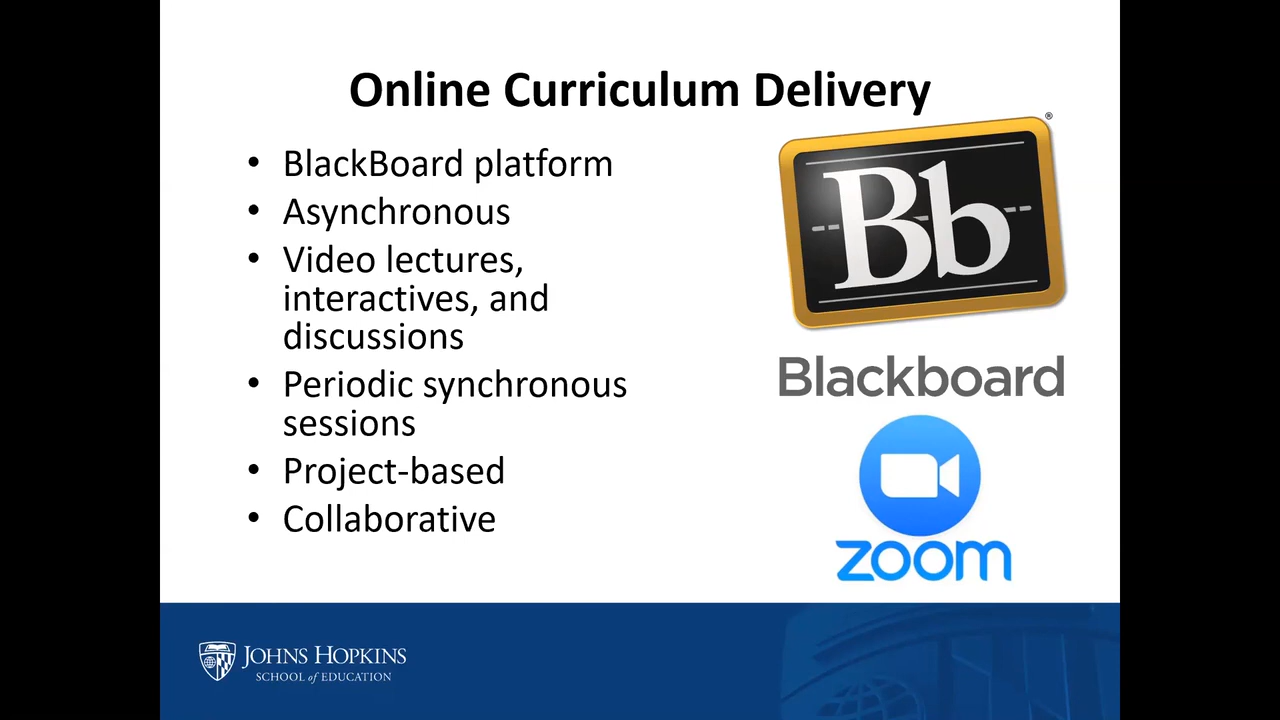 Online Curriculum Delivery
• BlackBoard platform
• Asynchronous
• Video lectures,
interactives, and
discussions
• Periodic synchronous
sessions
• Project-based
• Collaborative
Bb
®
Blackboard
zoom
JOHNS HOPKINS
SCHOOL of EDUCATION